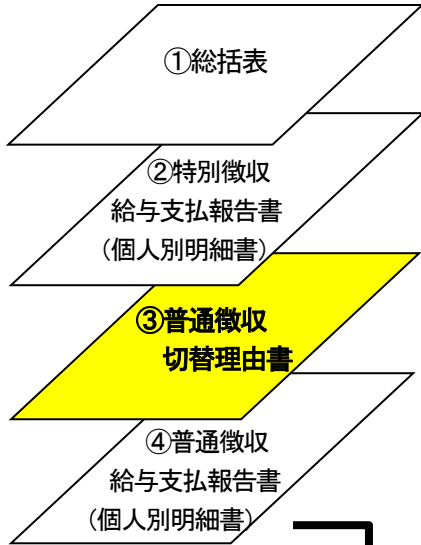 ①総括表
②特別徴収
給与支払報告書
（個人別明細書）
③普通徴収
切替理由書
④普通徴収
給与支払報告書
（個人別明細書）